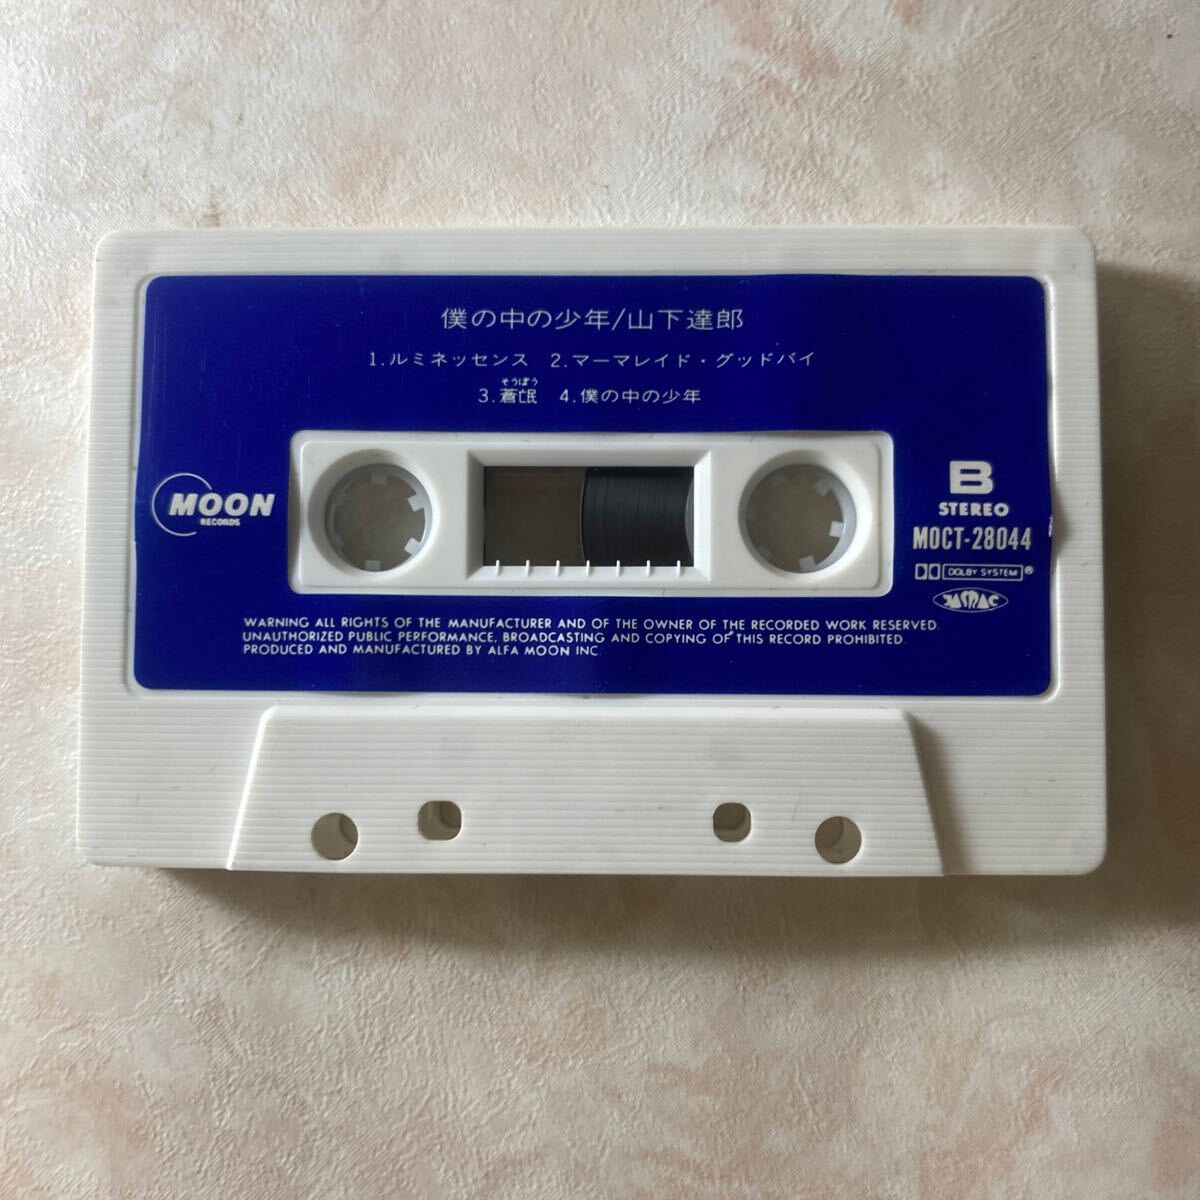 僕の中の少年/山下達郎
1.ルミネッセンス 2.マーマレイド・グッドバイ
そうぼう
3.蒼氓 4.僕の中の少年
MOON
RECORDS
B
STEREO
MOCT-28044
DOLBY SYSTEM®
WARNING ALL RIGHTS OF THE MANUFACTURER AND OF THE OWNER OF THE RECORDED WORK RESERVED.
UNAUTHORIZED PUBLIC PERFORMANCE, BROADCASTING AND COPYING OF THIS RECORD PROHIBITED.
PRODUCED AND MANUFACTURED BY ALFA MOON INC.